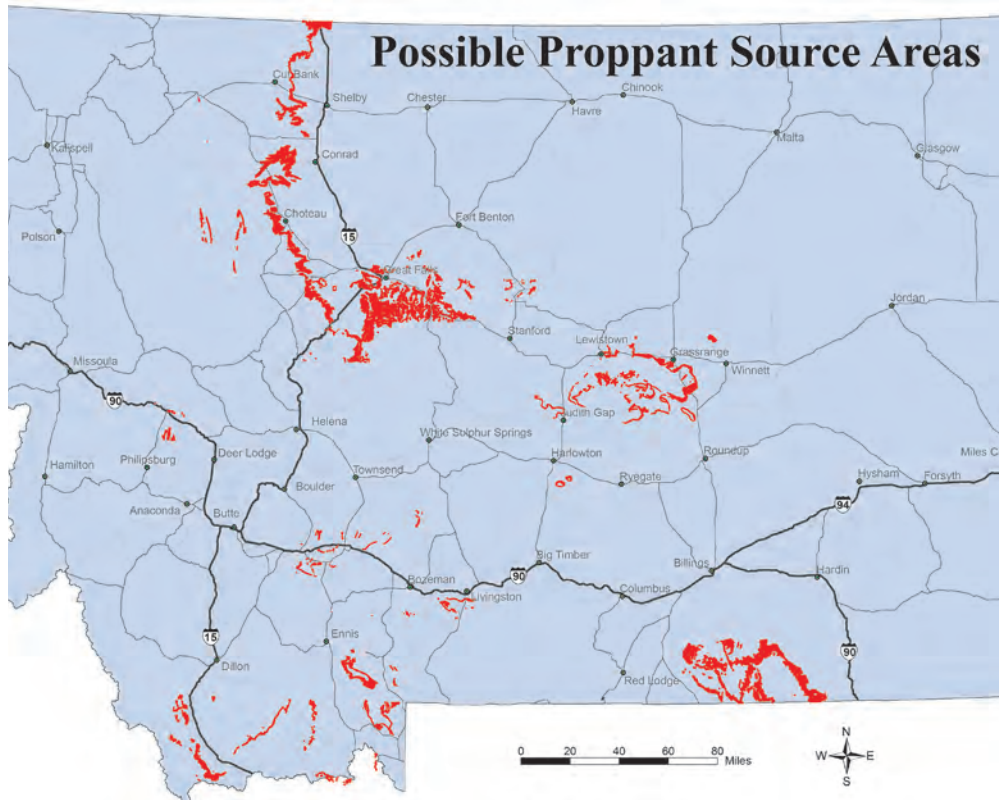 Possible Proppant Source Areas
Cut Bank
Shelby
Chester
Havre
Chinook
Malta
Glasgow
Kalispell
Conrad
Polson
Choteau
Fort Benton
15
Great Falls
Jordan
Stanford
Lewistown
Grassrange
Winnett
Missoula
90
Judith Gap
Helena
White Sulphur Springs
Harlowton
Roundup
Hamilton
Philipsburg
Deer Lodge
Townsend
Ryegate
Hysham
Forsyth
Miles C
Boulder
Anaconda
94
Butte
Big Timber
Billings
Hardin
Bozeman
90
Livingston
Columbus
Ennis
15
90
Dillon
Red Lodge
0 20 40 60 80
Miles
N
W E
S